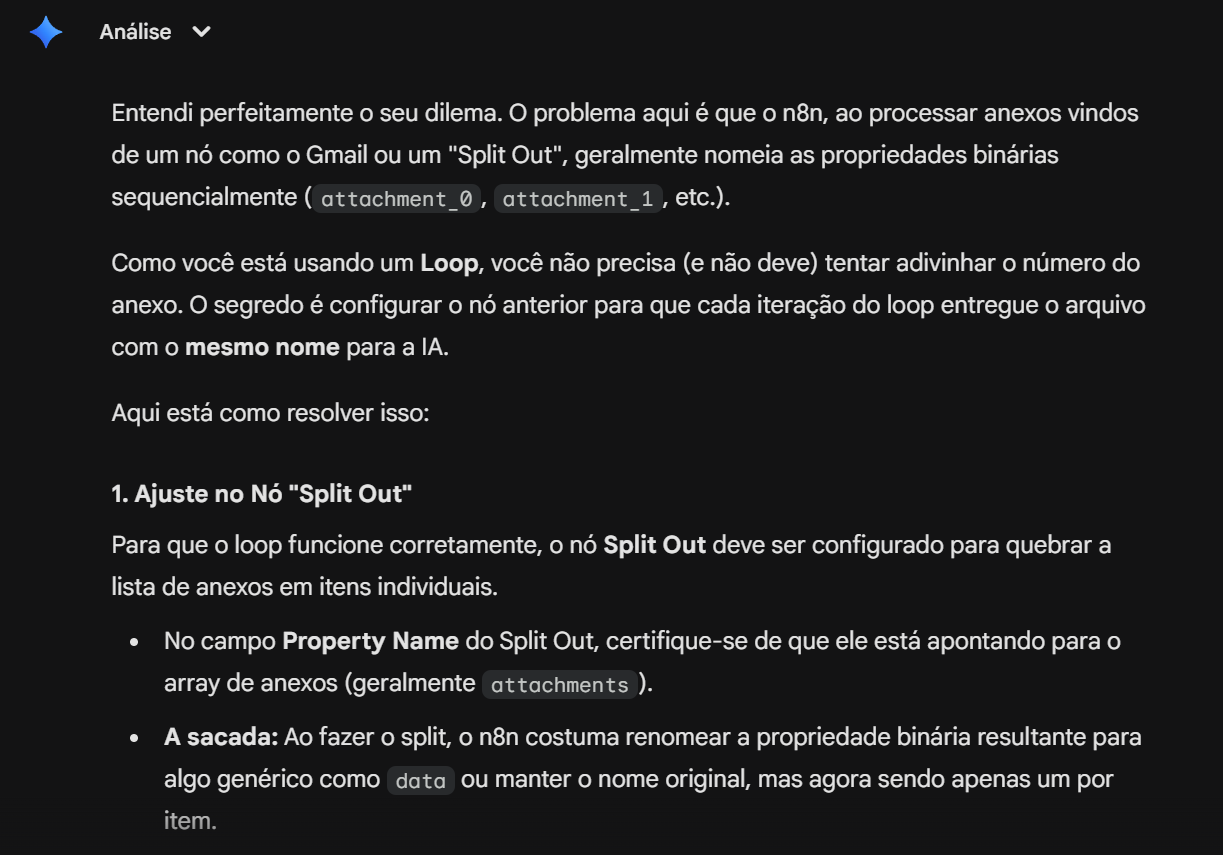 Análise
Entendi perfeitamente o seu dilema. O problema aqui é que o n8n, ao processar anexos vindos
de um nó como o Gmail ou um "Split Out", geralmente nomeia as propriedades binárias
sequencialmente ( attachment_0 , attachment_1 , etc.).
Como você está usando um Loop, você não precisa (e não deve) tentar adivinhar o número do
anexo. O segredo é configurar o nó anterior para que cada iteração do loop entregue o arquivo
com o mesmo nome para a IA.
Aqui está como resolver isso:
1. Ajuste no Nó "Split Out"
Para que o loop funcione corretamente, o nó Split Out deve ser configurado para quebrar a
lista de anexos em itens individuais.
• No campo Property Name do Split Out, certifique-se de que ele está apontando para o
array de anexos (geralmente attachments ).
• A sacada: Ao fazer o split, o n8n costuma renomear a propriedade binária resultante para
algo genérico como data ou manter o nome original, mas agora sendo apenas um por
item.